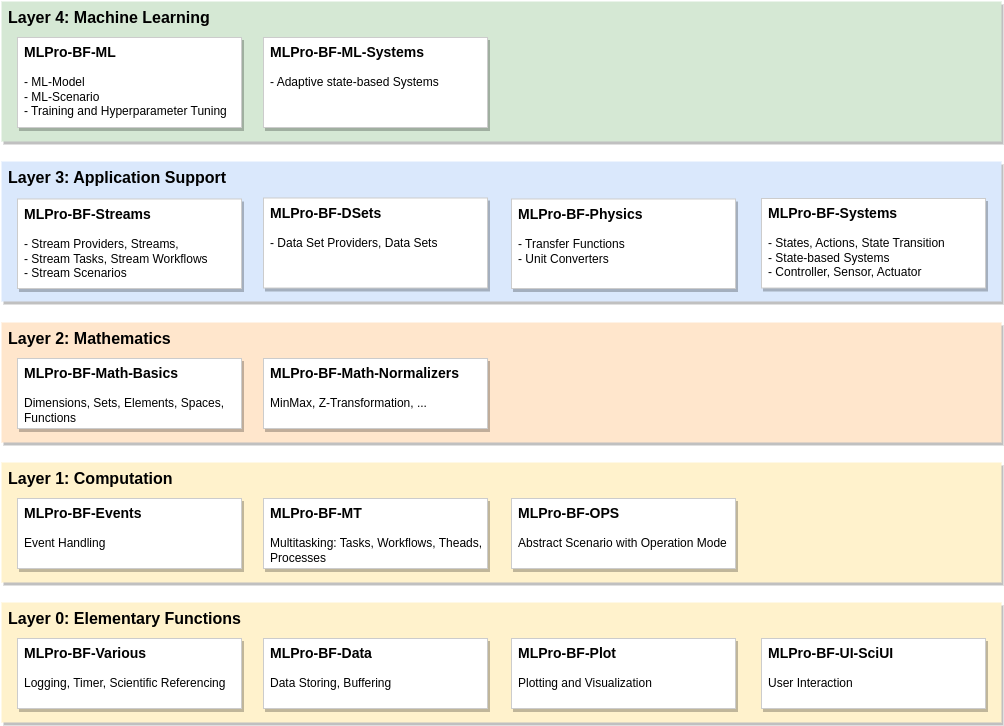 Layer 4: Machine Learning
MLPro-BF-ML
- ML-Model
- ML-Scenario
- Training and Hyperparameter Tuning
MLPro-BF-ML-Systems
- Adaptive state-based Systems
Layer 3: Application Support
MLPro-BF-Streams
- Stream Providers, Streams,
- Stream Tasks, Stream Workflows
- Stream Scenarios
MLPro-BF-DSets
- Data Set Providers, Data Sets
MLPro-BF-Physics
- Transfer Functions
- Unit Converters
MLPro-BF-Systems
- States, Actions, State Transition
- State-based Systems
- Controller, Sensor, Actuator
Layer 2: Mathematics
MLPro-BF-Math-Basics
Dimensions, Sets, Elements, Spaces,
Functions
MLPro-BF-Math-Normalizers
MinMax, Z-Transformation, ...
Layer 1: Computation
MLPro-BF-Events
Event Handling
MLPro-BF-MT
Multitasking: Tasks, Workflows, Theads,
Processes
MLPro-BF-OPS
Abstract Scenario with Operation Mode
Layer 0: Elementary Functions
MLPro-BF-Various
Logging, Timer, Scientific Referencing
MLPro-BF-Data
Data Storing, Buffering
MLPro-BF-Plot
Plotting and Visualization
MLPro-BF-UI-SciUI
User Interaction